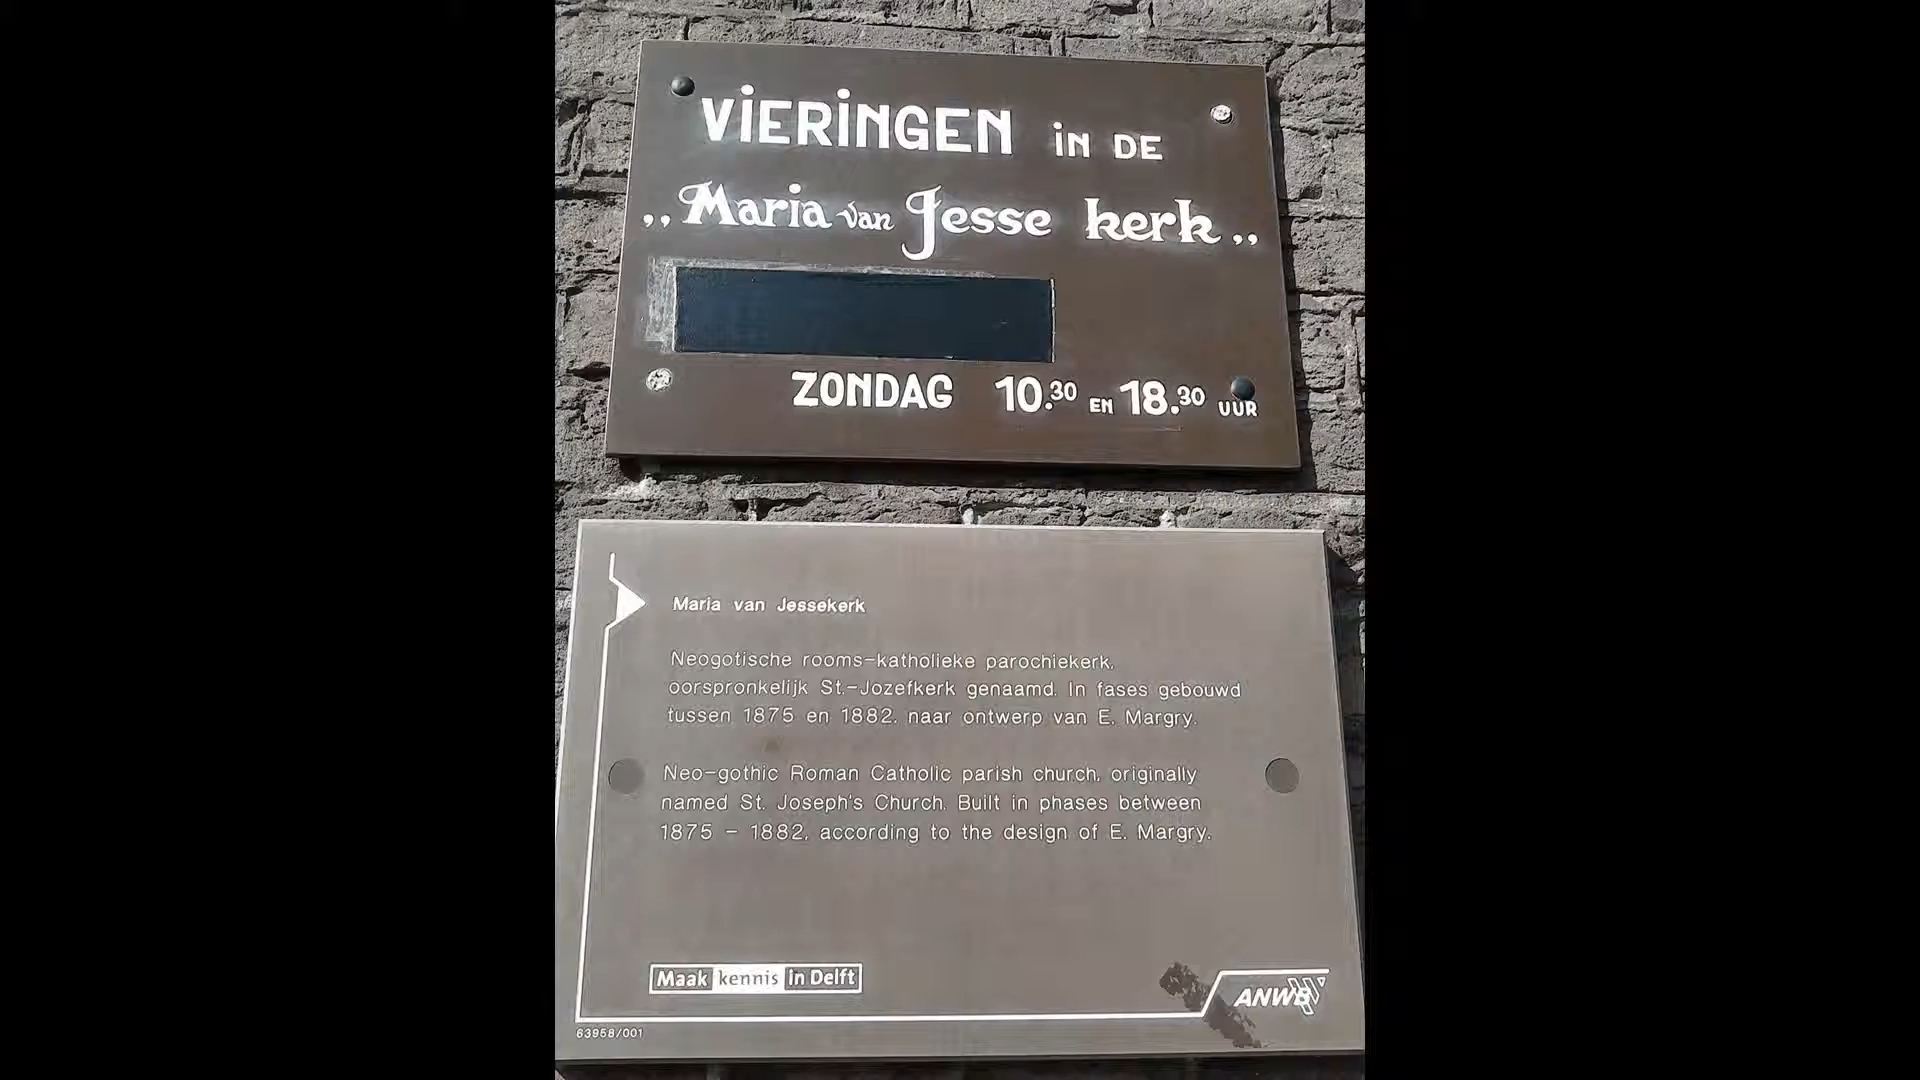 ViERiNGEN iN DE
,,Maria van Jesse kerk,,
ZONDAG 10.30 EN 18.30 UUR
Maria van Jessekerk
Neogotische rooms-katholieke parochiekerk,
oorspronkelijk St.-Jozefkerk genaamd. In fases gebouwd
tussen 1875 en 1882, naar ontwerp van E. Margry.
Neo-gothic Roman Catholic parish church, originally
named St. Joseph's Church. Built in phases between
1875 - 1882, according to the design of E. Margry.
Maak kennis in Delft
ANWB
63958/001